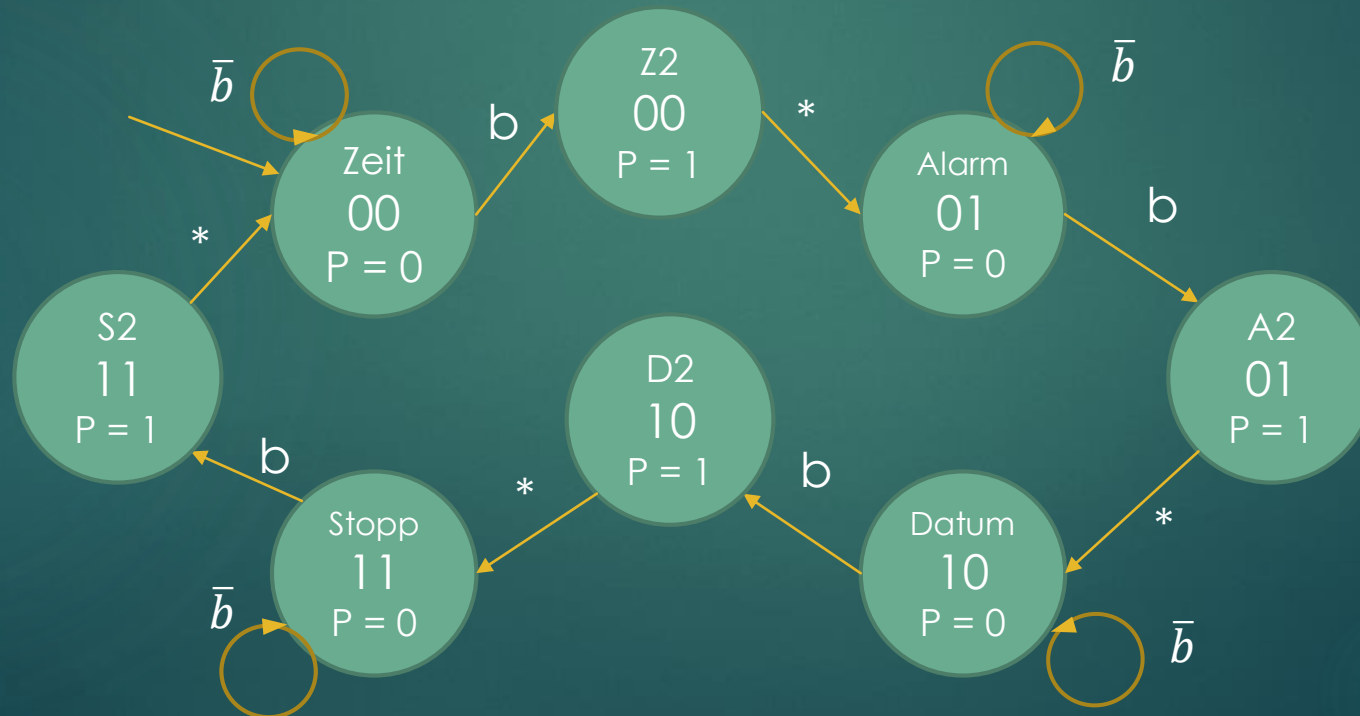 b̄
Zeit
00
P = 0
b
Z2
00
P = 1
*
b̄
Alarm
01
P = 0
b
A2
01
P = 1
*
Datum
10
P = 0
b̄
b
D2
10
P = 1
*
Stopp
11
P = 0
b̄
b
S2
11
P = 1
*